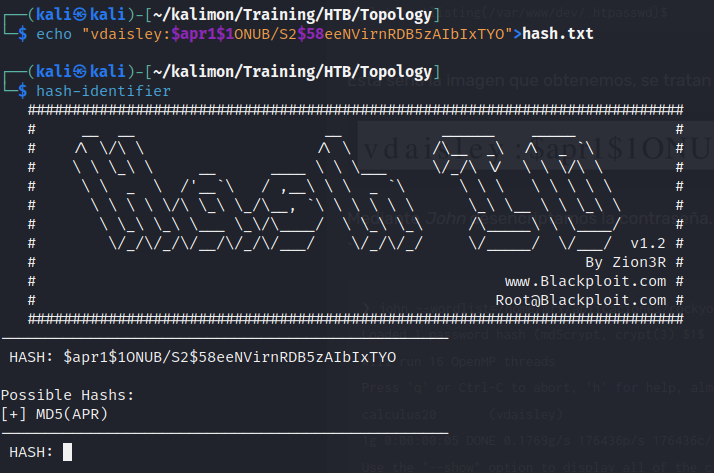 ┌──(kali㉿kali)-[~/kalimon/Training/HTB/Topology]
└─$ echo "vdaisley:$apr1$1ONUB/S2$58eeNVirnRDB5zAIbIxTYO">hash.txt
┌──(kali㉿kali)-[~/kalimon/Training/HTB/Topology]
└─$ hash-identifier
v1.2 #
By Zion3R #
www.Blackploit.com #
Root@Blackploit.com #
HASH: $apr1$1ONUB/S2$58eeNVirnRDB5zAIbIxTYO
Possible Hashs:
[+] MD5(APR)
HASH: